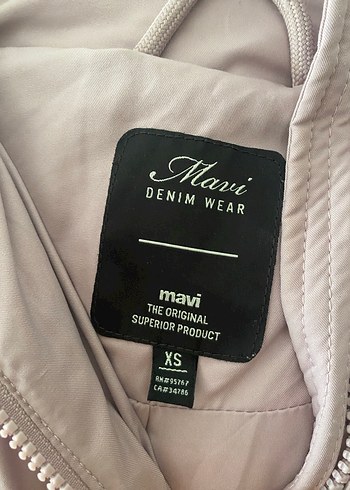 Mavi
DENIM WEAR
mavi
THE ORIGINAL
SUPERIOR PRODUCT
XS
RN#95767
CA#34786